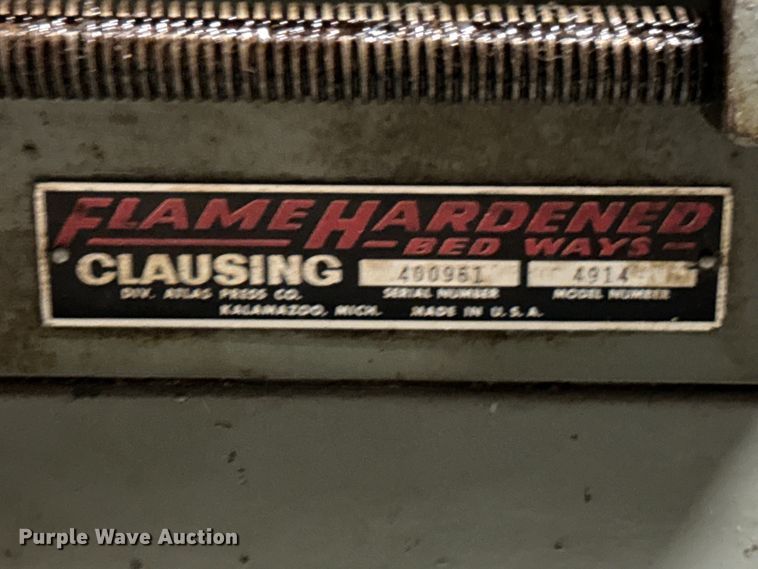 FLAME HARDENED
BED WAYS
CLAUSING 400961 4914
DIV. ATLAS PRESS CO. SERIAL NUMBER MODEL NUMBER
KALAMAZOO, MICH. MADE IN U.S.A.
Purple Wave Auction